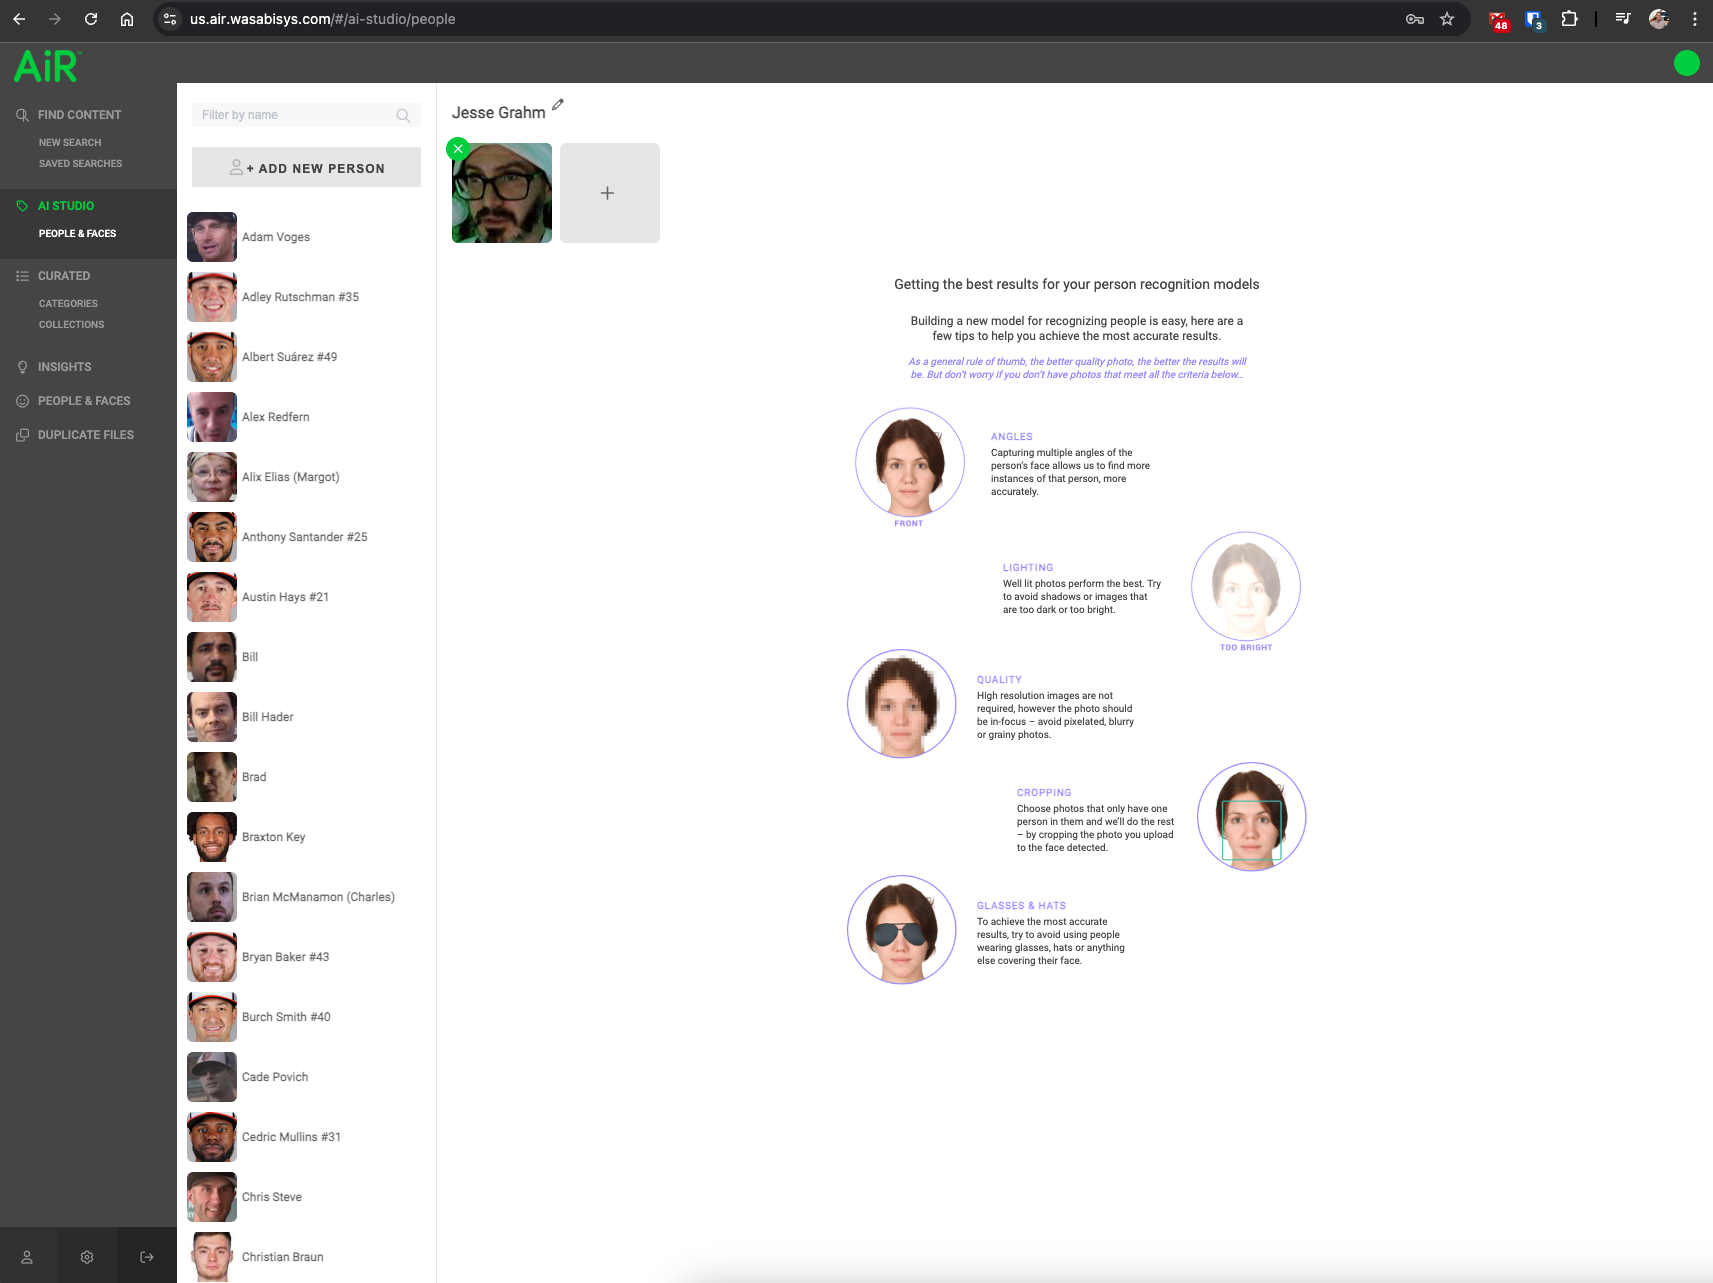 us.air.wasabisys.com/#/ai-studio/people
48
3
AiR
FIND CONTENT
NEW SEARCH
SAVED SEARCHES
AI STUDIO
PEOPLE & FACES
CURATED
CATEGORIES
COLLECTIONS
INSIGHTS
PEOPLE & FACES
DUPLICATE FILES
Filter by name
+ ADD NEW PERSON
Adam Voges
Adley Rutschman #35
Albert Suárez #49
Alex Redfern
Alix Elias (Margot)
Anthony Santander #25
Austin Hays #21
Bill
Bill Hader
Brad
Braxton Key
Brian McManamon (Charles)
Bryan Baker #43
Burch Smith #40
Cade Povich
Cedric Mullins #31
Chris Steve
Christian Braun
Jesse Grahm
Getting the best results for your person recognition models
Building a new model for recognizing people is easy, here are a
few tips to help you achieve the most accurate results.
As a general rule of thumb, the better quality photo, the better the results will
be. But don't worry if you don't have photos that meet all the criteria below...
FRONT
ANGLES
Capturing multiple angles of the
person's face allows us to find more
instances of that person, more
accurately.
LIGHTING
Well lit photos perform the best. Try
to avoid shadows or images that
are too dark or too bright.
TOO BRIGHT
QUALITY
High resolution images are not
required, however the photo should
be in-focus – avoid pixelated, blurry
or grainy photos.
CROPPING
Choose photos that only have one
person in them and we'll do the rest
– by cropping the photo you upload
to the face detected.
GLASSES & HATS
To achieve the most accurate
results, try to avoid using people
wearing glasses, hats or anything
else covering their face.